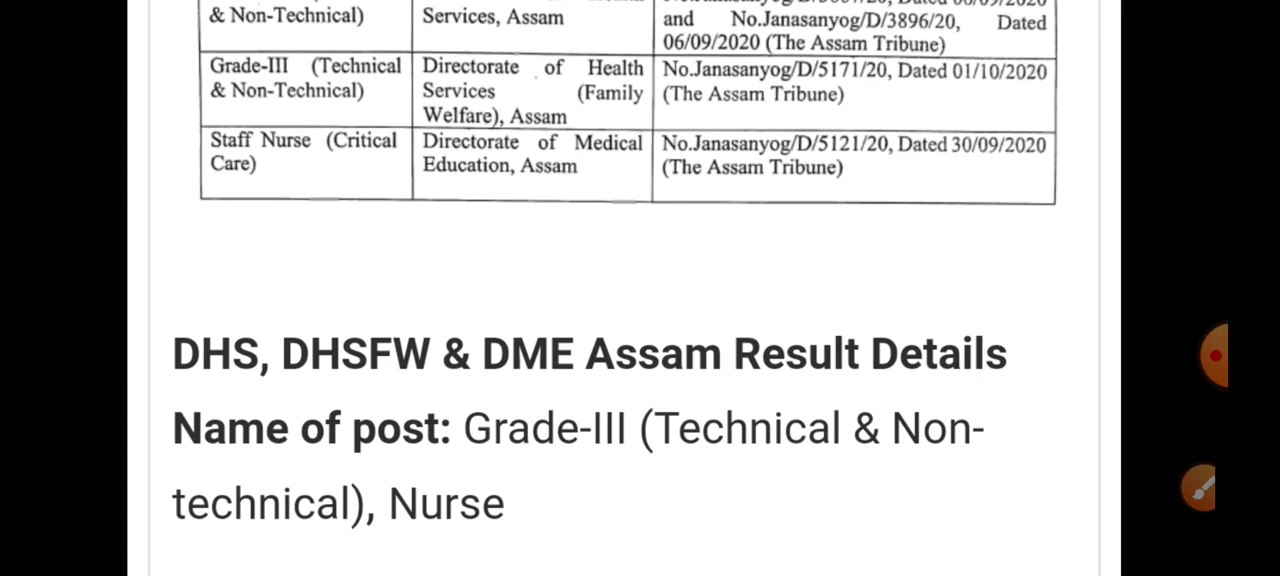 & Non-Technical)
Services, Assam
and No.Janasanyog/D/3896/20, Dated
06/09/2020 (The Assam Tribune)
Grade-III (Technical
& Non-Technical)
Directorate of Health
Services (Family
Welfare), Assam
No.Janasanyog/D/5171/20, Dated 01/10/2020
(The Assam Tribune)
Staff Nurse (Critical
Care)
Directorate of Medical
Education, Assam
No.Janasanyog/D/5121/20, Dated 30/09/2020
(The Assam Tribune)
DHS, DHSFW & DME Assam Result Details
Name of post: Grade-III (Technical & Non-
technical), Nurse